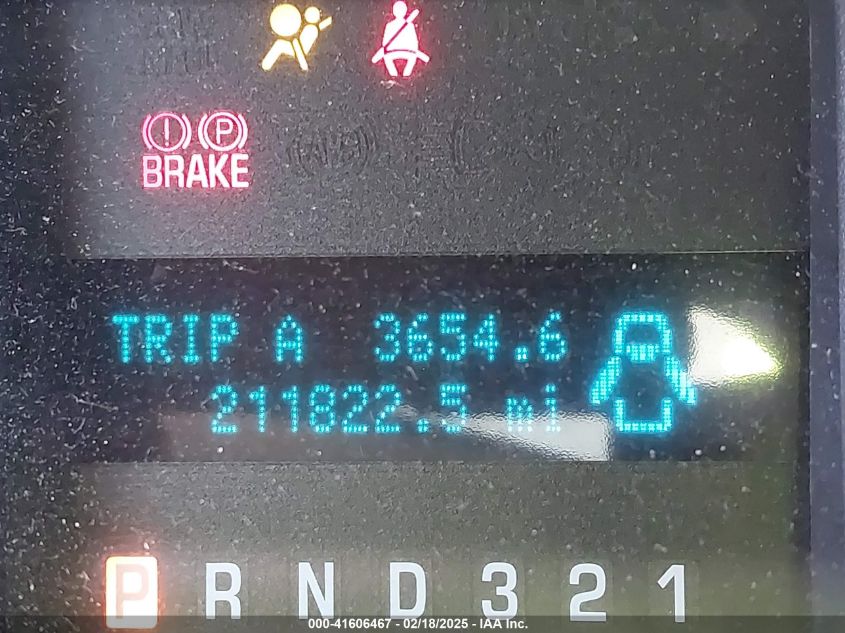 ! P
BRAKE
TRIP A 3654.6
211822.5 mi
P R N D 3 2 1
000-41606467 - 02/18/2025 - IAA Inc.